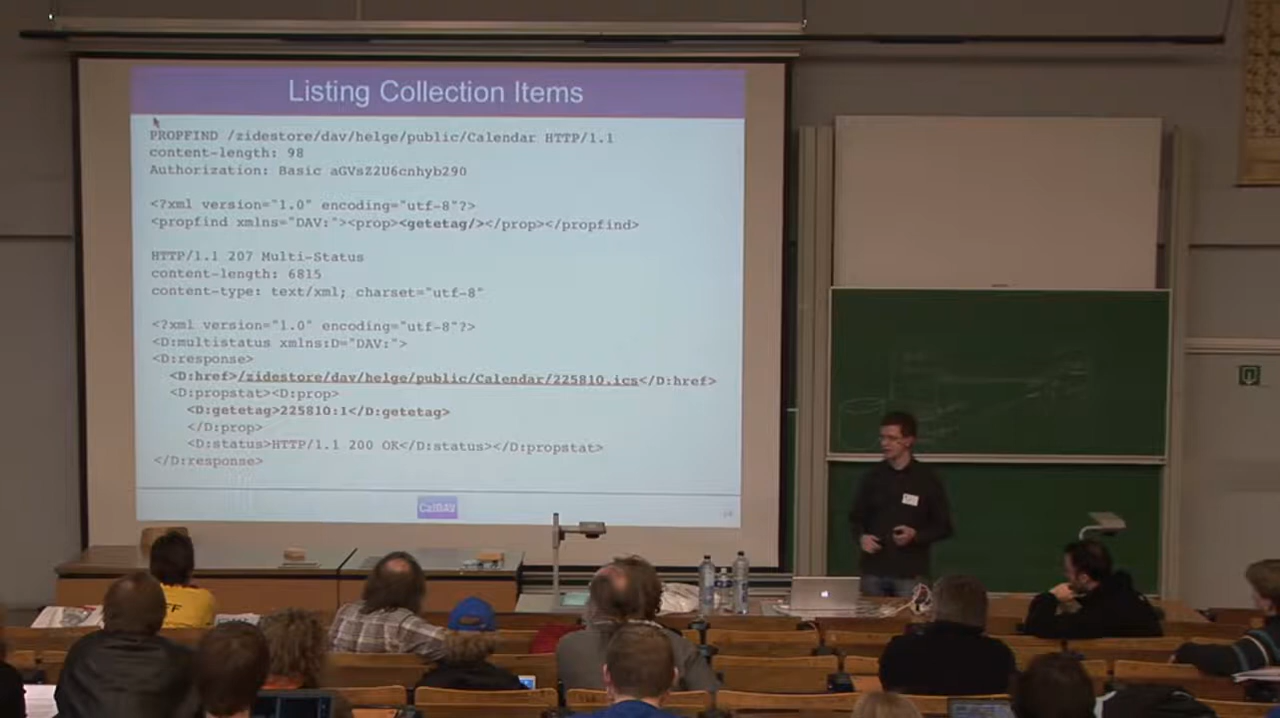 Listing Collection Items
PROPFIND /zidestore/dav/helge/public/Calendar HTTP/1.1
content-length: 98
Authorization: Basic aGVsZ2U6cnhyb290
<?xml version="1.0" encoding="utf-8"?>
<propfind xmlns="DAV:"><prop><getetag/></prop></propfind>
HTTP/1.1 207 Multi-Status
content-length: 6815
content-type: text/xml; charset="utf-8"
<?xml version="1.0" encoding="utf-8"?>
<D:multistatus xmlns:D="DAV:">
<D:response>
<D:href>/zidestore/dav/helge/public/Calendar/225810.ics</D:href>
<D:propstat><D:prop>
<D:getetag>225810:1</D:getetag>
</D:prop>
<D:status>HTTP/1.1 200 OK</D:status></D:propstat>
</D:response>
CalDAV
FF